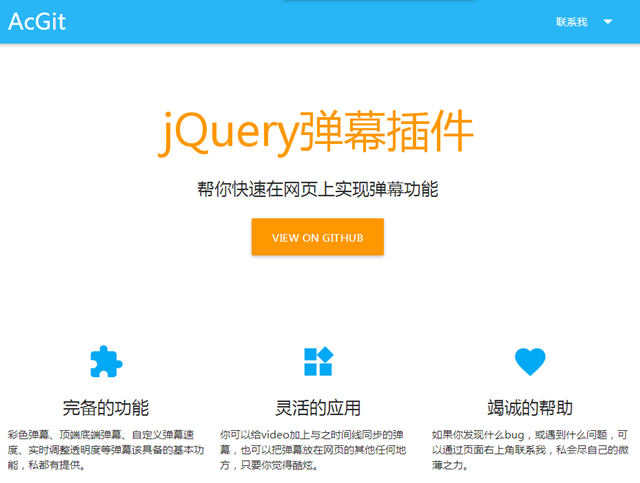 AcGit
联系我
jQuery弹幕插件
帮你快速在网页上实现弹幕功能
VIEW ON GITHUB
完备的功能
彩色弹幕、顶端底端弹幕、自定义弹幕速
度、实时调整透明度等弹幕该具备的基本功
能，私都有提供。
灵活的应用
你可以给video加上与之时间线同步的弹
幕，也可以把弹幕放在网页的其他任何地
方，只要你觉得酷炫。
竭诚的帮助
如果你发现什么bug，或遇到什么问题，可
以通过页面右上角联系我，私会尽自己的微
薄之力。